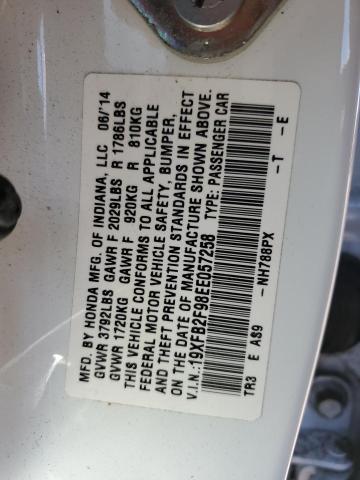 MFD. BY HONDA MFG. OF INDIANA, LLC 06/'14
GVWR 3792LBS GAWR F 2029LBS R 1786LBS
GVWR 1720KG GAWR F 920KG R 810KG
THIS VEHICLE CONFORMS TO ALL APPLICABLE
FEDERAL MOTOR VEHICLE SAFETY, BUMPER,
AND THEFT PREVENTION STANDARDS IN EFFECT
ON THE DATE OF MANUFACTURE SHOWN ABOVE.
V.I.N.:19XFB2F98EE057258 TYPE: PASSENGER CAR
TR3 E AS9 -NH788PX -T -E